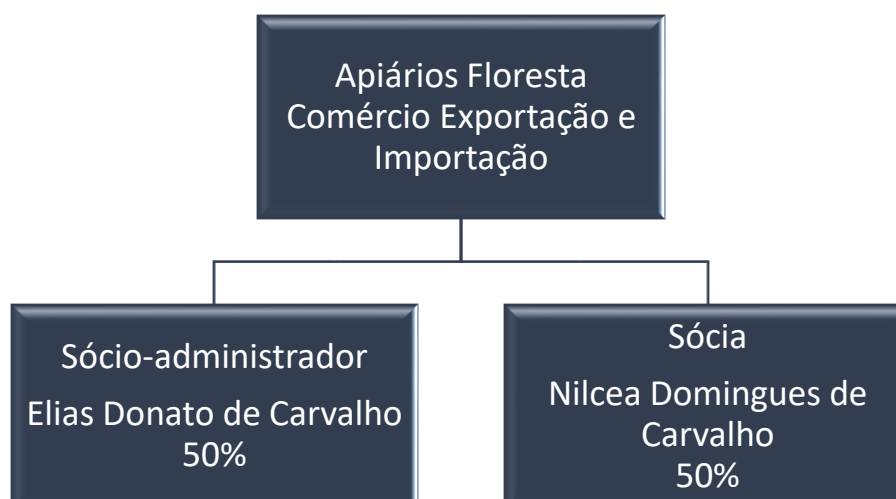 Apiários Floresta
Comércio Exportação e
Importação
Sócio-administrador
Elias Donato de Carvalho
50%
Sócia
Nilcea Domingues de
Carvalho
50%